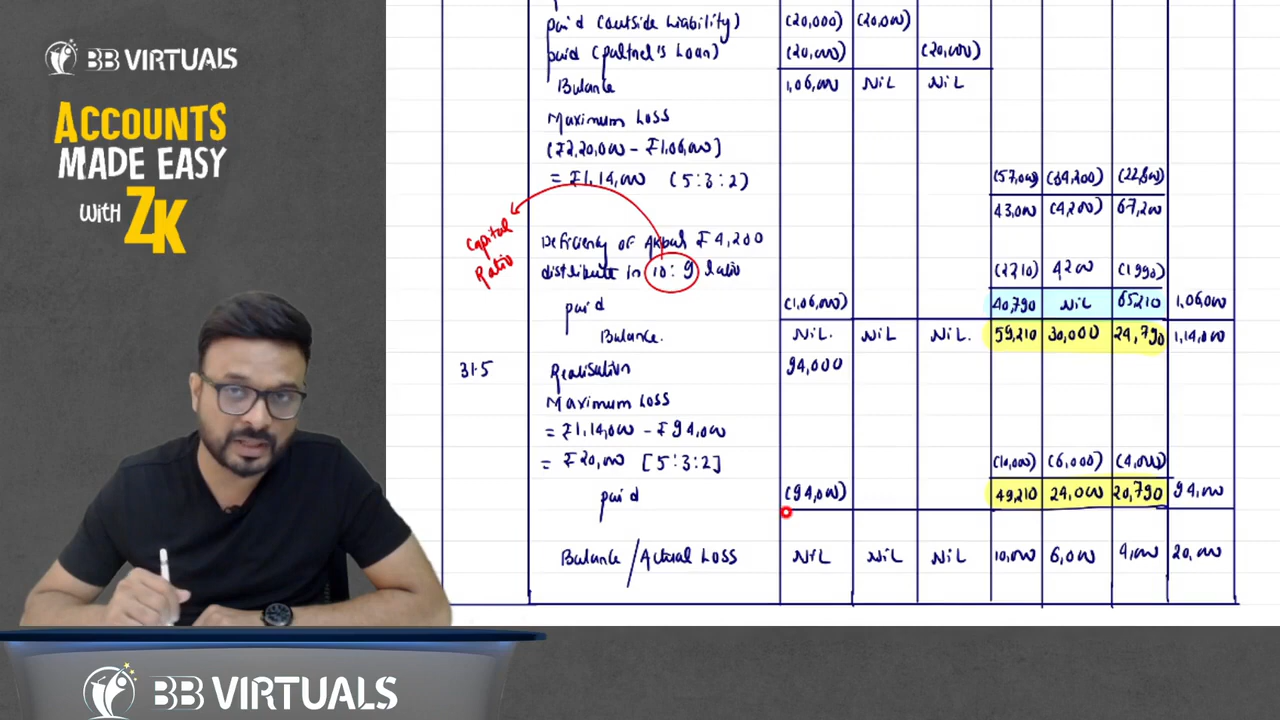 BB VIRTUALS
ACCOUNTS
MADE EASY
WITH ZK
paid (outside Liability) (20,000) (20,000)
paid (partner's Loan) (20,000) (20,000)
Balance 1,06,000 NiL NiL
Maximum Loss
(₹2,20,000 - ₹1,06,000)
= ₹1,14,000 (5:3:2) (57,000) (34,200) (22,800)
43,000 (4,200) 67,200
Capital
Ratio
Deficiency of Akbar ₹4,200
distribute in 10:9 ratio (2210) 4200 (1990)
paid (1,06,000) 40,790 NiL 65210 1,06,000
Balance. NiL. NiL NiL. 59,210 30,000 24,790 1,14,000
31.5 Realisation 94,000
Maximum Loss
= ₹1,14,000 - ₹94,000
= ₹20,000 [5:3:2] (10,000) (6,000) (4,000)
paid (94,000) 49,210 24,000 20,790 94,000
Balance / Actual Loss NiL NiL NiL 10,000 6,000 4,000 20,000
BB VIRTUALS